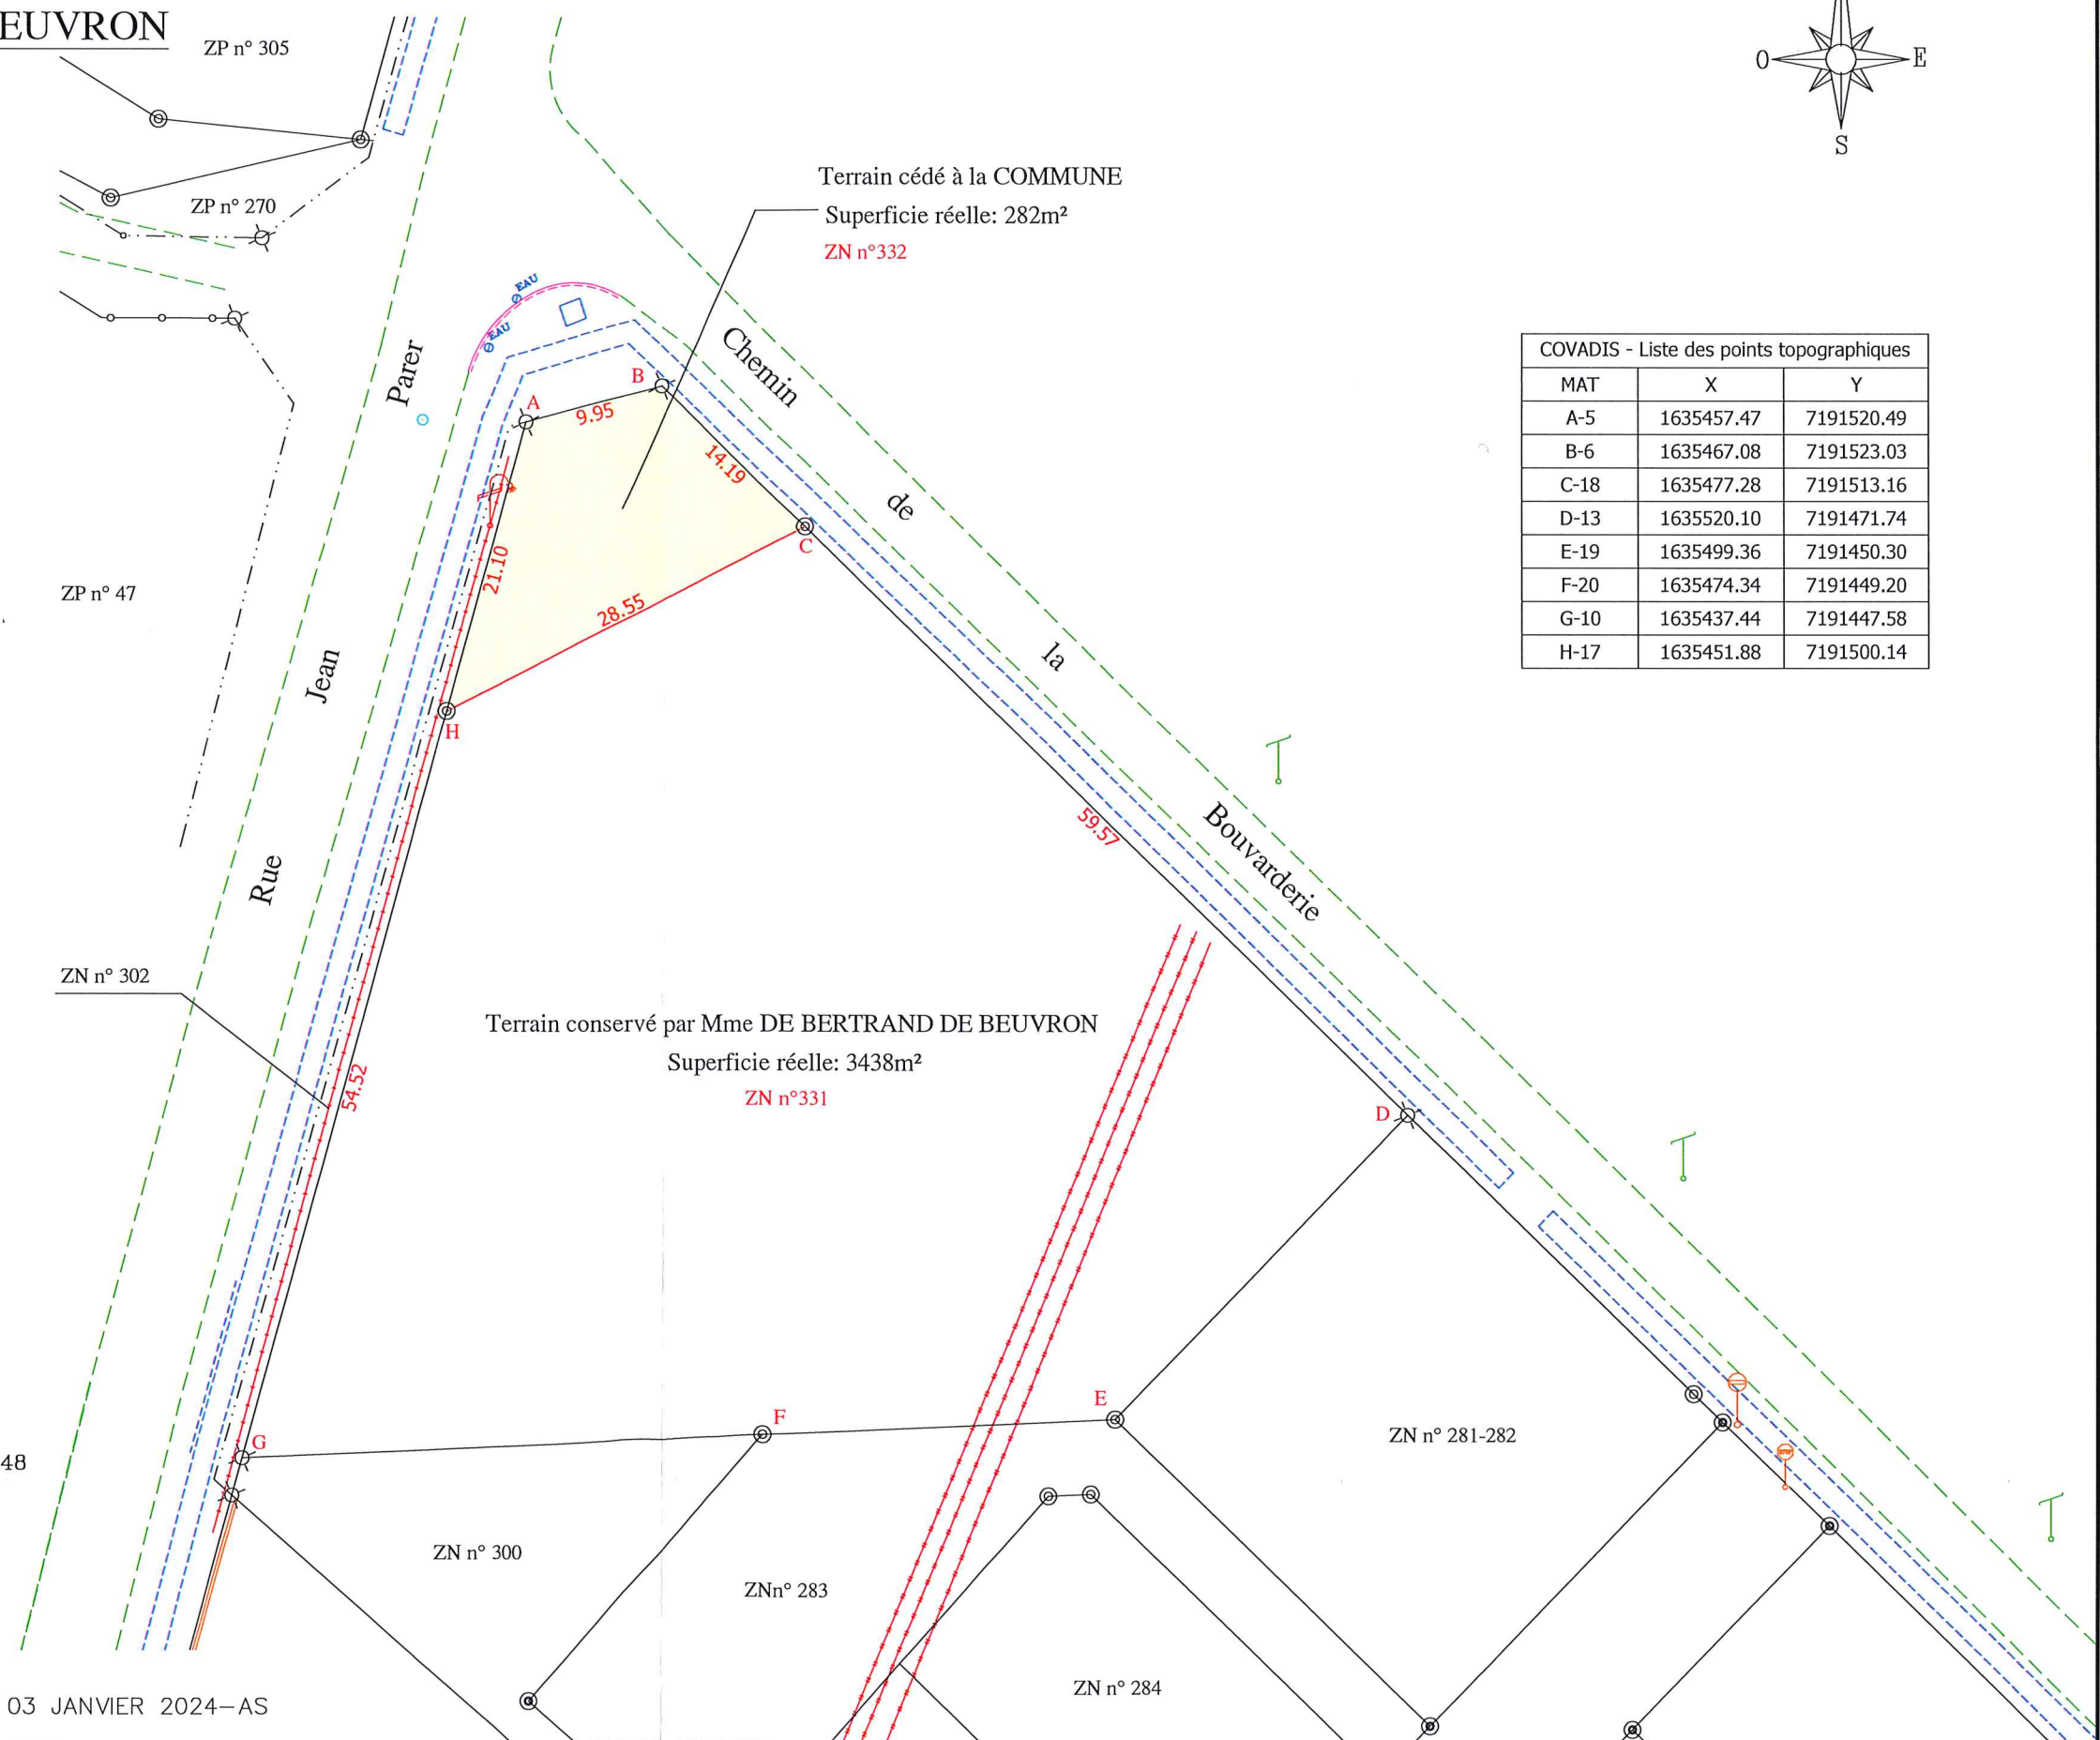 EUVRON
ZP n° 305
O
E
S
Terrain cédé à la COMMUNE
Superficie réelle: 282m²
ZN n°332
ZP n° 270
EAU
EAU
Parer
Jean
Rue
Chemin
de
la
Bouvarderie
COVADIS - Liste des points topographiques
MAT X Y
A-5 1635457.47 7191520.49
B-6 1635467.08 7191523.03
C-18 1635477.28 7191513.16
D-13 1635520.10 7191471.74
E-19 1635499.36 7191450.30
F-20 1635474.34 7191449.20
G-10 1635437.44 7191447.58
H-17 1635451.88 7191500.14
B
A
9.95
14.19
C
21.10
28.55
H
ZP n° 47
59.57
ZN n° 302
54.52
Terrain conservé par Mme DE BERTRAND DE BEUVRON
Superficie réelle: 3438m²
ZN n°331
D
E
F
G
48
ZN n° 281-282
ZN n° 300
ZNn° 283
ZN n° 284
03 JANVIER 2024-AS